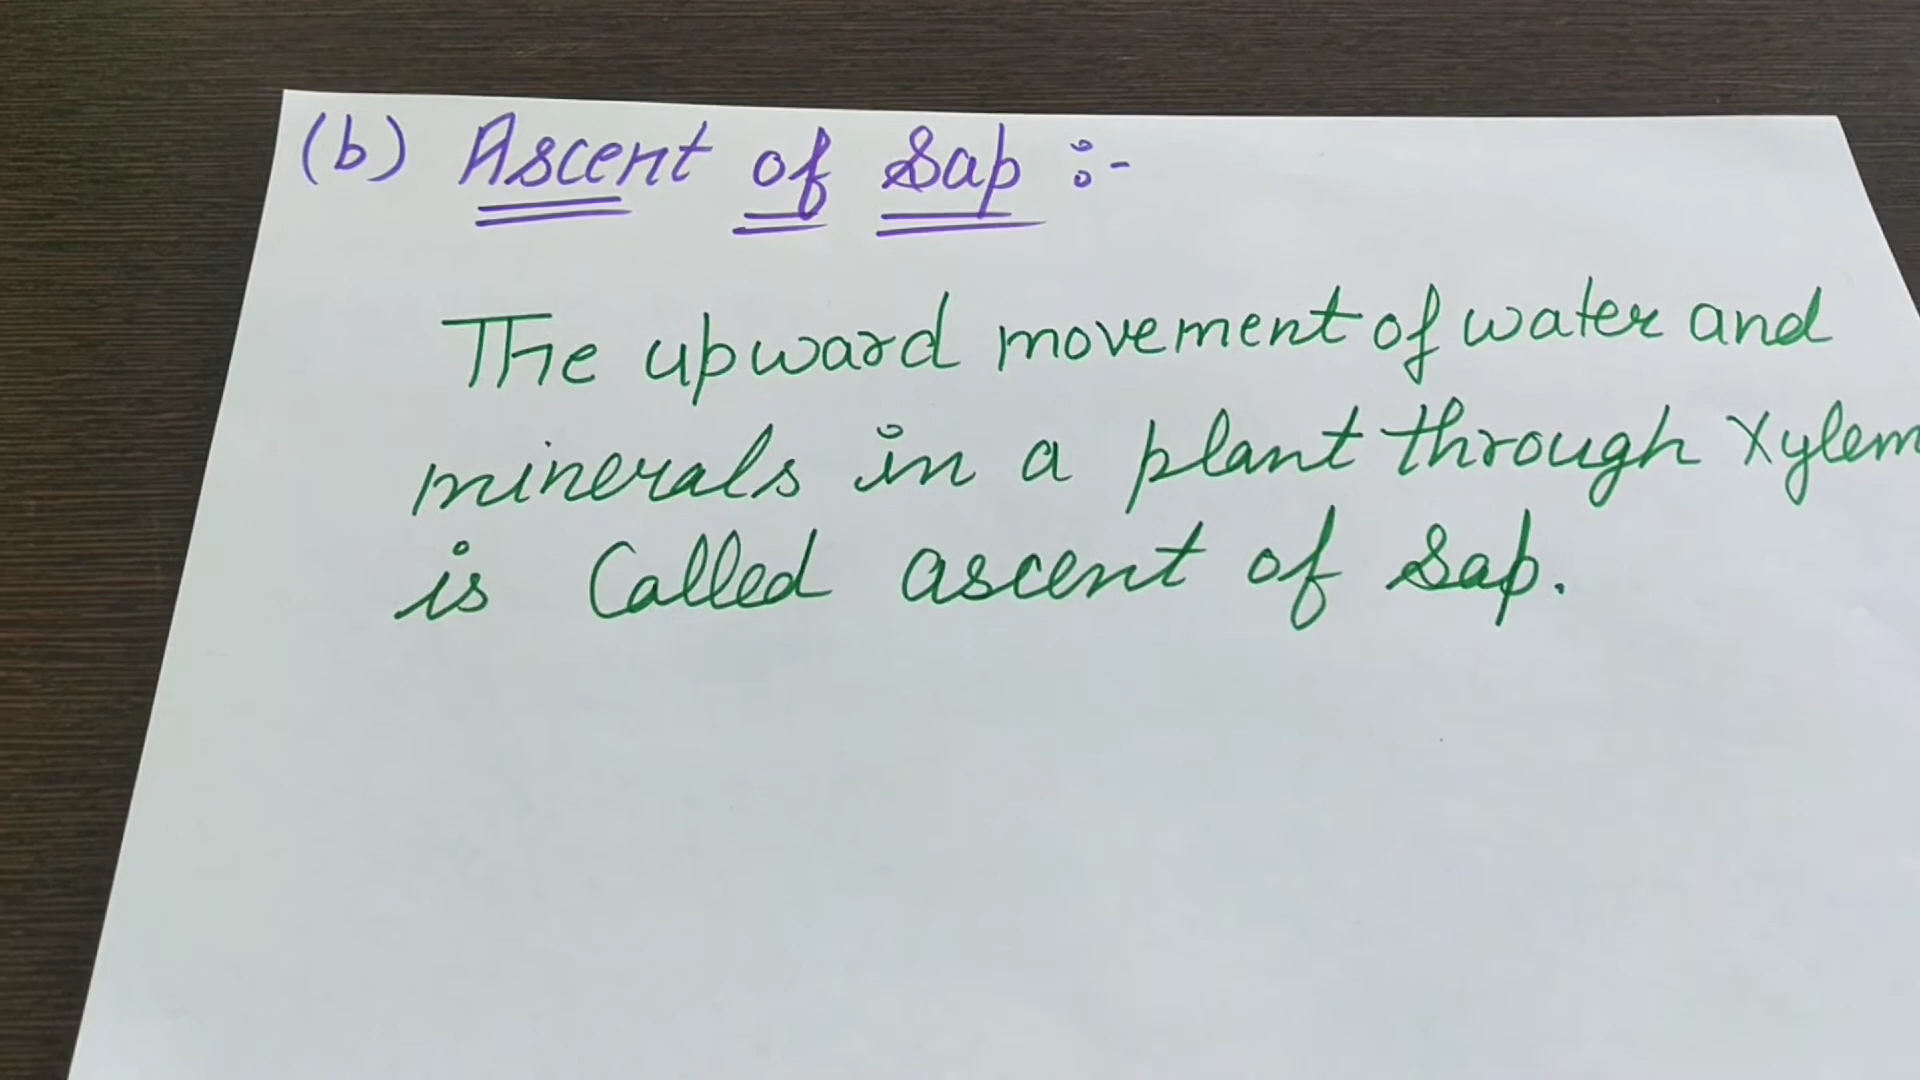 (b) Ascent of Sap :-
The upward movement of water and
minerals in a plant through Xylem
is Called ascent of Sap.